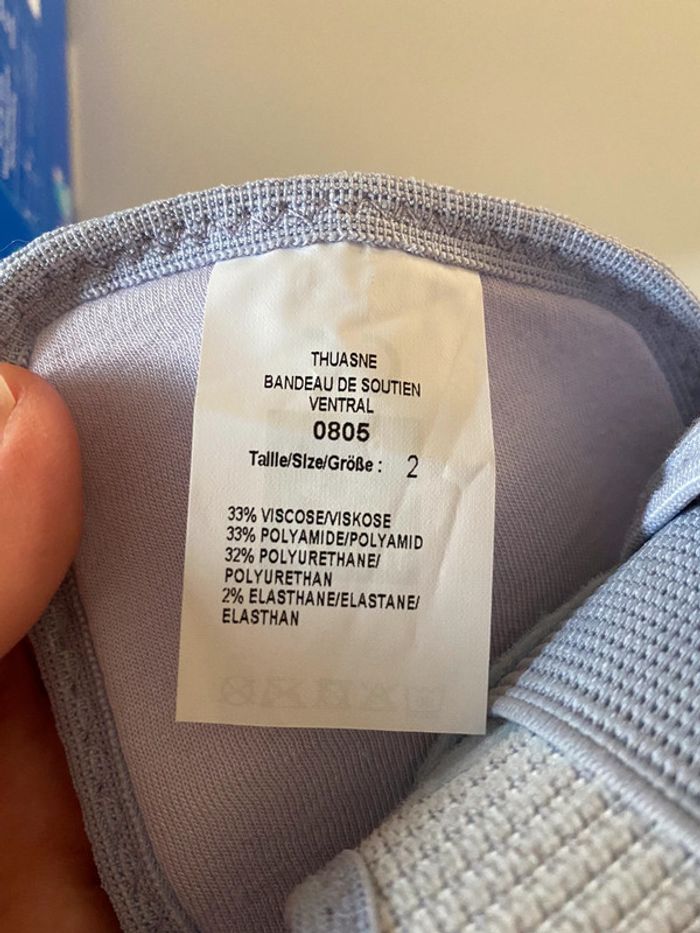 THUASNE
BANDEAU DE SOUTIEN
VENTRAL
0805
Taille/Size/Größe : 2
33% VISCOSE/VISKOSE
33% POLYAMIDE/POLYAMID
32% POLYURETHANE/
POLYURETHAN
2% ELASTHANE/ELASTANE/
ELASTHAN